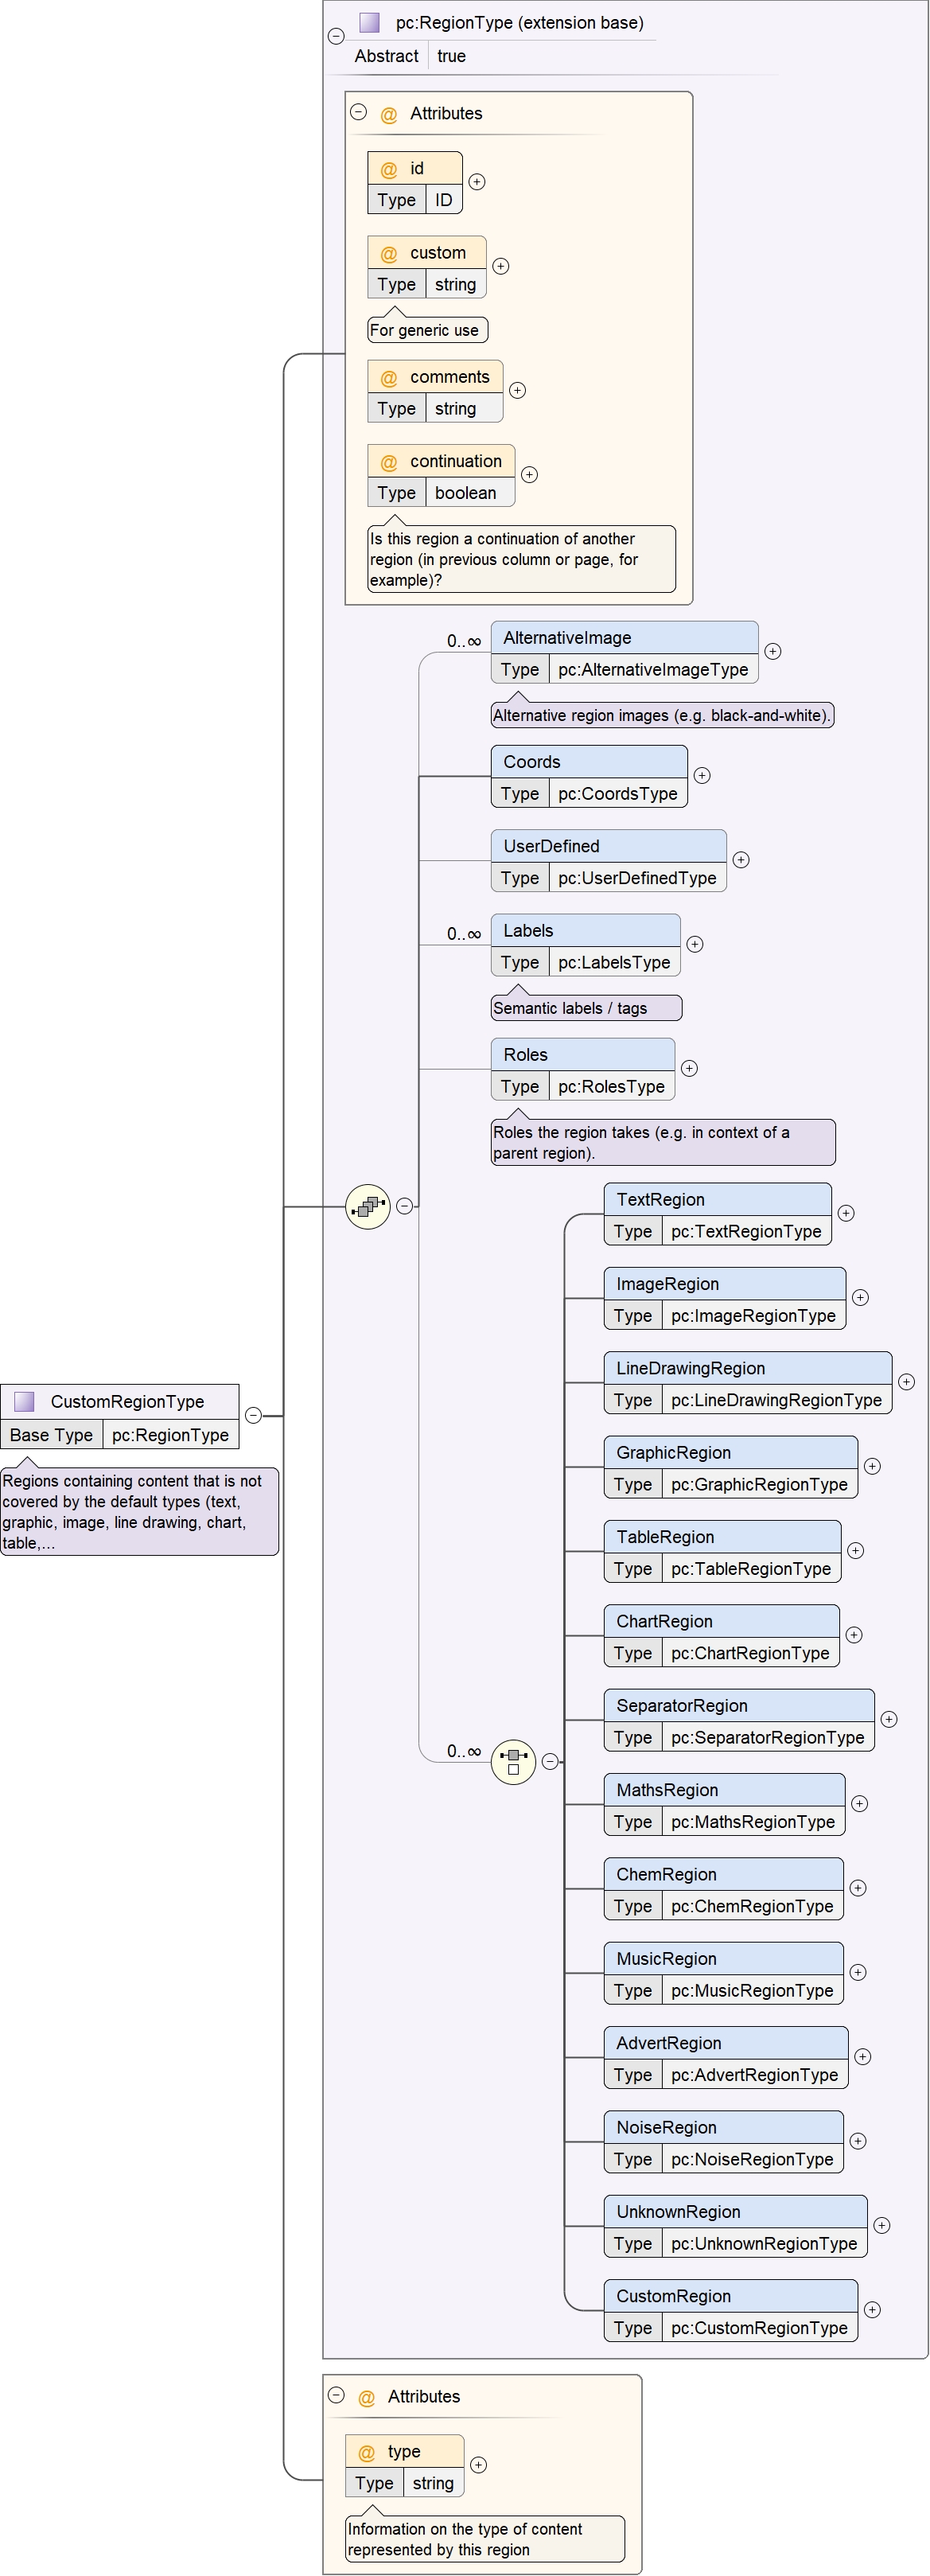 pc:RegionType (extension base)
Abstract true
@ Attributes
@ id
Type ID
@ custom
Type string
For generic use
@ comments
Type string
@ continuation
Type boolean
Is this region a continuation of another
region (in previous column or page, for
example)?
0..∞
AlternativeImage
Type pc:AlternativeImageType
Alternative region images (e.g. black-and-white).
Coords
Type pc:CoordsType
UserDefined
Type pc:UserDefinedType
0..∞
Labels
Type pc:LabelsType
Semantic labels / tags
Roles
Type pc:RolesType
Roles the region takes (e.g. in context of a
parent region).
TextRegion
Type pc:TextRegionType
ImageRegion
Type pc:ImageRegionType
LineDrawingRegion
Type pc:LineDrawingRegionType
CustomRegionType
Base Type pc:RegionType
Regions containing content that is not
covered by the default types (text,
graphic, image, line drawing, chart,
table,...
GraphicRegion
Type pc:GraphicRegionType
TableRegion
Type pc:TableRegionType
ChartRegion
Type pc:ChartRegionType
SeparatorRegion
Type pc:SeparatorRegionType
0..∞
MathsRegion
Type pc:MathsRegionType
ChemRegion
Type pc:ChemRegionType
MusicRegion
Type pc:MusicRegionType
AdvertRegion
Type pc:AdvertRegionType
NoiseRegion
Type pc:NoiseRegionType
UnknownRegion
Type pc:UnknownRegionType
CustomRegion
Type pc:CustomRegionType
@ Attributes
@ type
Type string
Information on the type of content
represented by this region